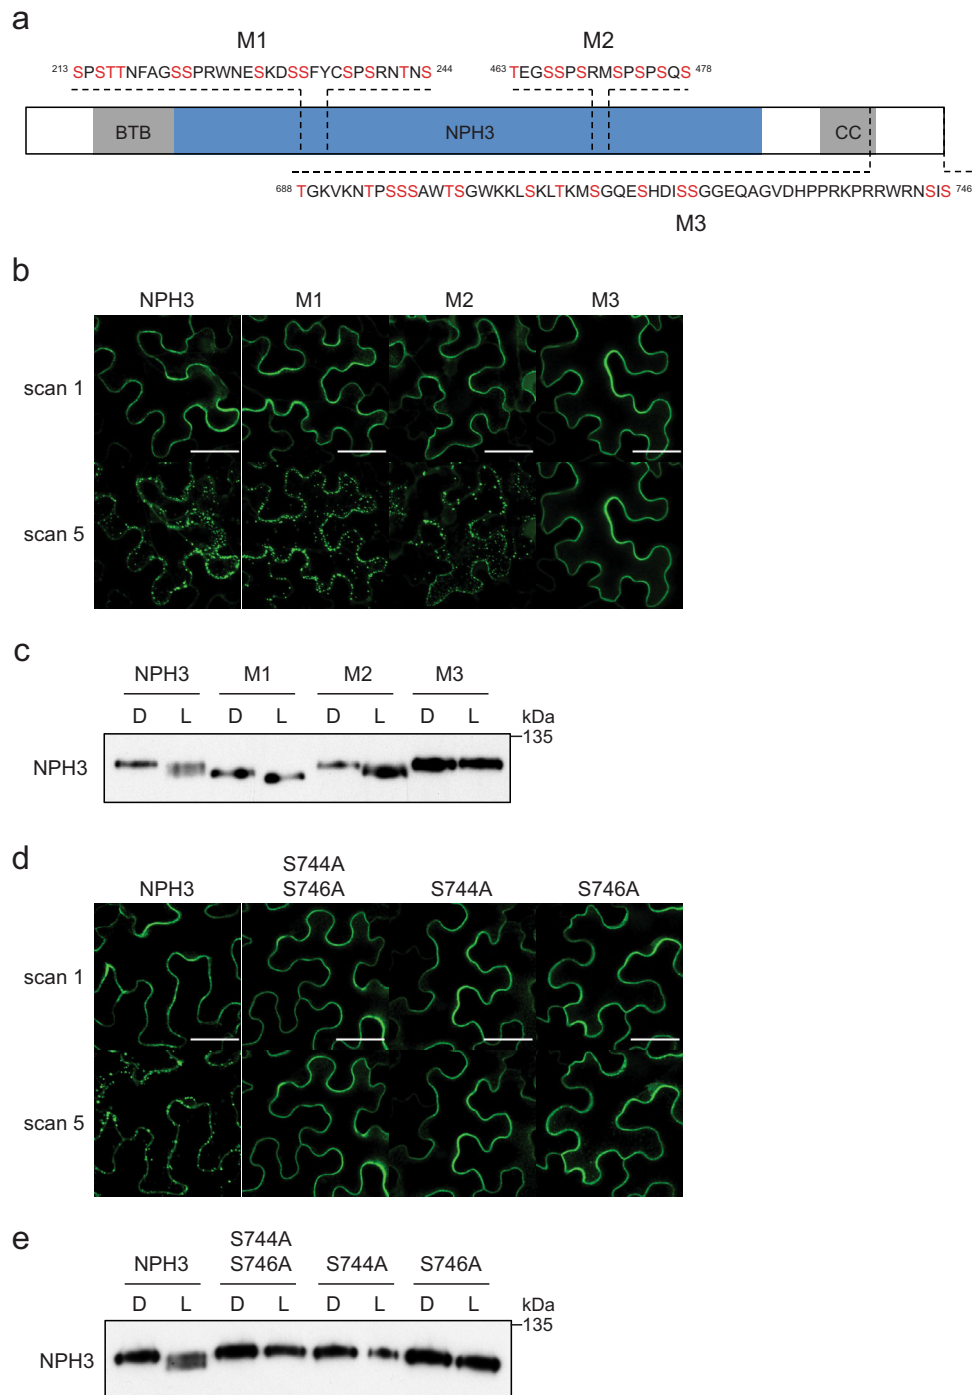 a
M1
M2
213 SPSTTNFAGSSPRWNESKDSSFYCSPSRNTNS 244
463 TEGSSPSRMSPSPSQS 478
BTB
NPH3
CC
688 TGKVKNTPSSSAWTSGWKKLSKLTKMSGQESHDISSGGEQAGVDHPPRKPRRWRNSIS 746
M3
b
NPH3 M1 M2 M3
scan 1
scan 5
c
NPH3 M1 M2 M3
D L D L D L D L kDa
135
NPH3
d
S744A
NPH3 S746A S744A S746A
scan 1
scan 5
e
S744A
NPH3 S746A S744A S746A
D L D L D L D L kDa
135
NPH3